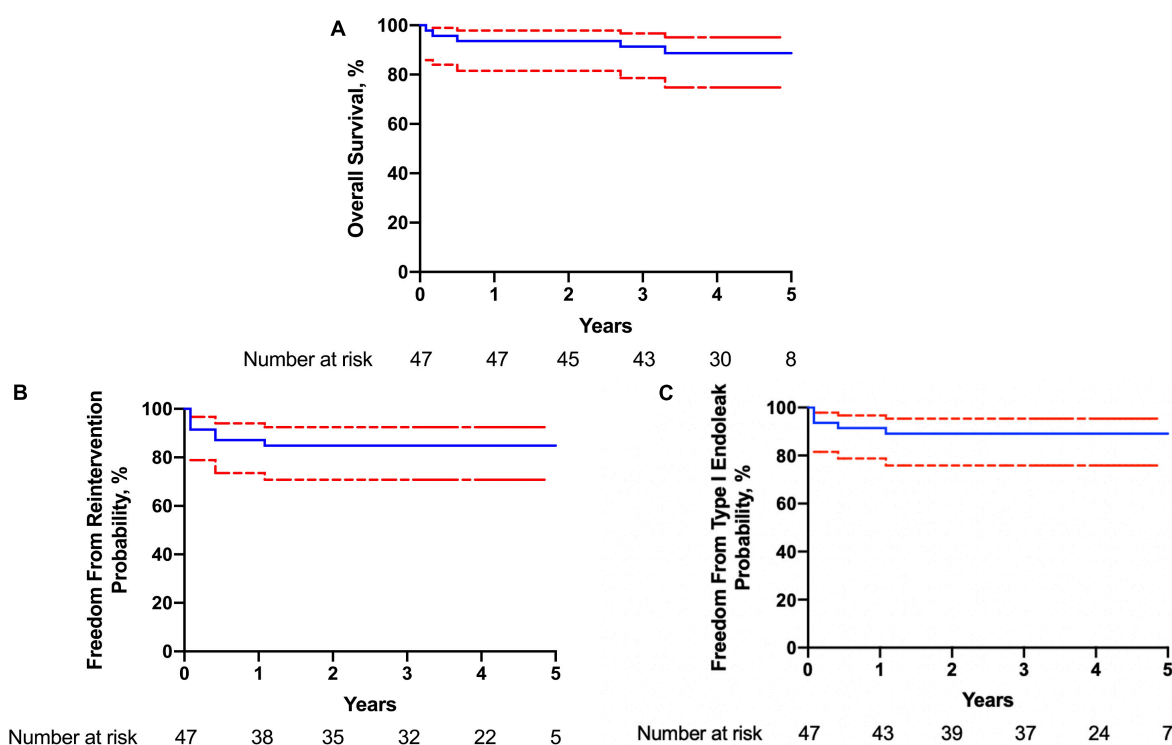 A
Overall Survival, %
100
80
60
40
20
0
0 1 2 3 4 5
Years
Number at risk 47 47 45 43 30 8
B
Freedom From Reintervention
Probability, %
100
80
60
40
20
0
0 1 2 3 4 5
Years
Number at risk 47 38 35 32 22 5
C
Freedom From Type I Endoleak
Probability, %
100
80
60
40
20
0
0 1 2 3 4 5
Years
Number at risk 47 43 39 37 24 7